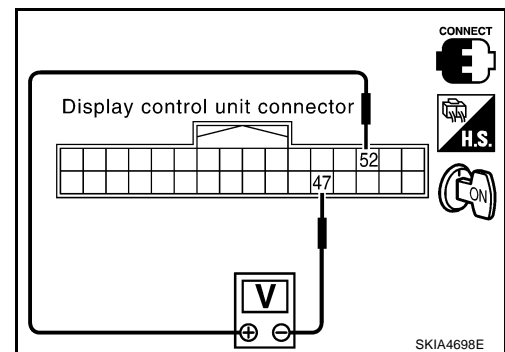 CONNECT
Display control unit connector
H.S.
52
47
ON
V
+ −
SKIA4698E